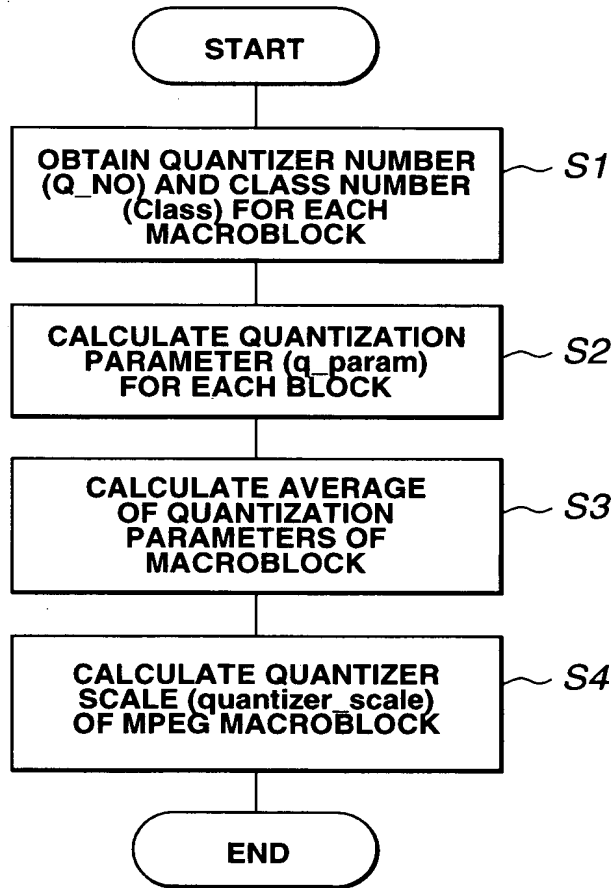 START
OBTAIN QUANTIZER NUMBER
(Q_NO) AND CLASS NUMBER
(Class) FOR EACH
MACROBLOCK
S1
CALCULATE QUANTIZATION
PARAMETER (q_param)
FOR EACH BLOCK
S2
CALCULATE AVERAGE
OF QUANTIZATION
PARAMETERS OF
MACROBLOCK
S3
CALCULATE QUANTIZER
SCALE (quantizer_scale)
OF MPEG MACROBLOCK
S4
END